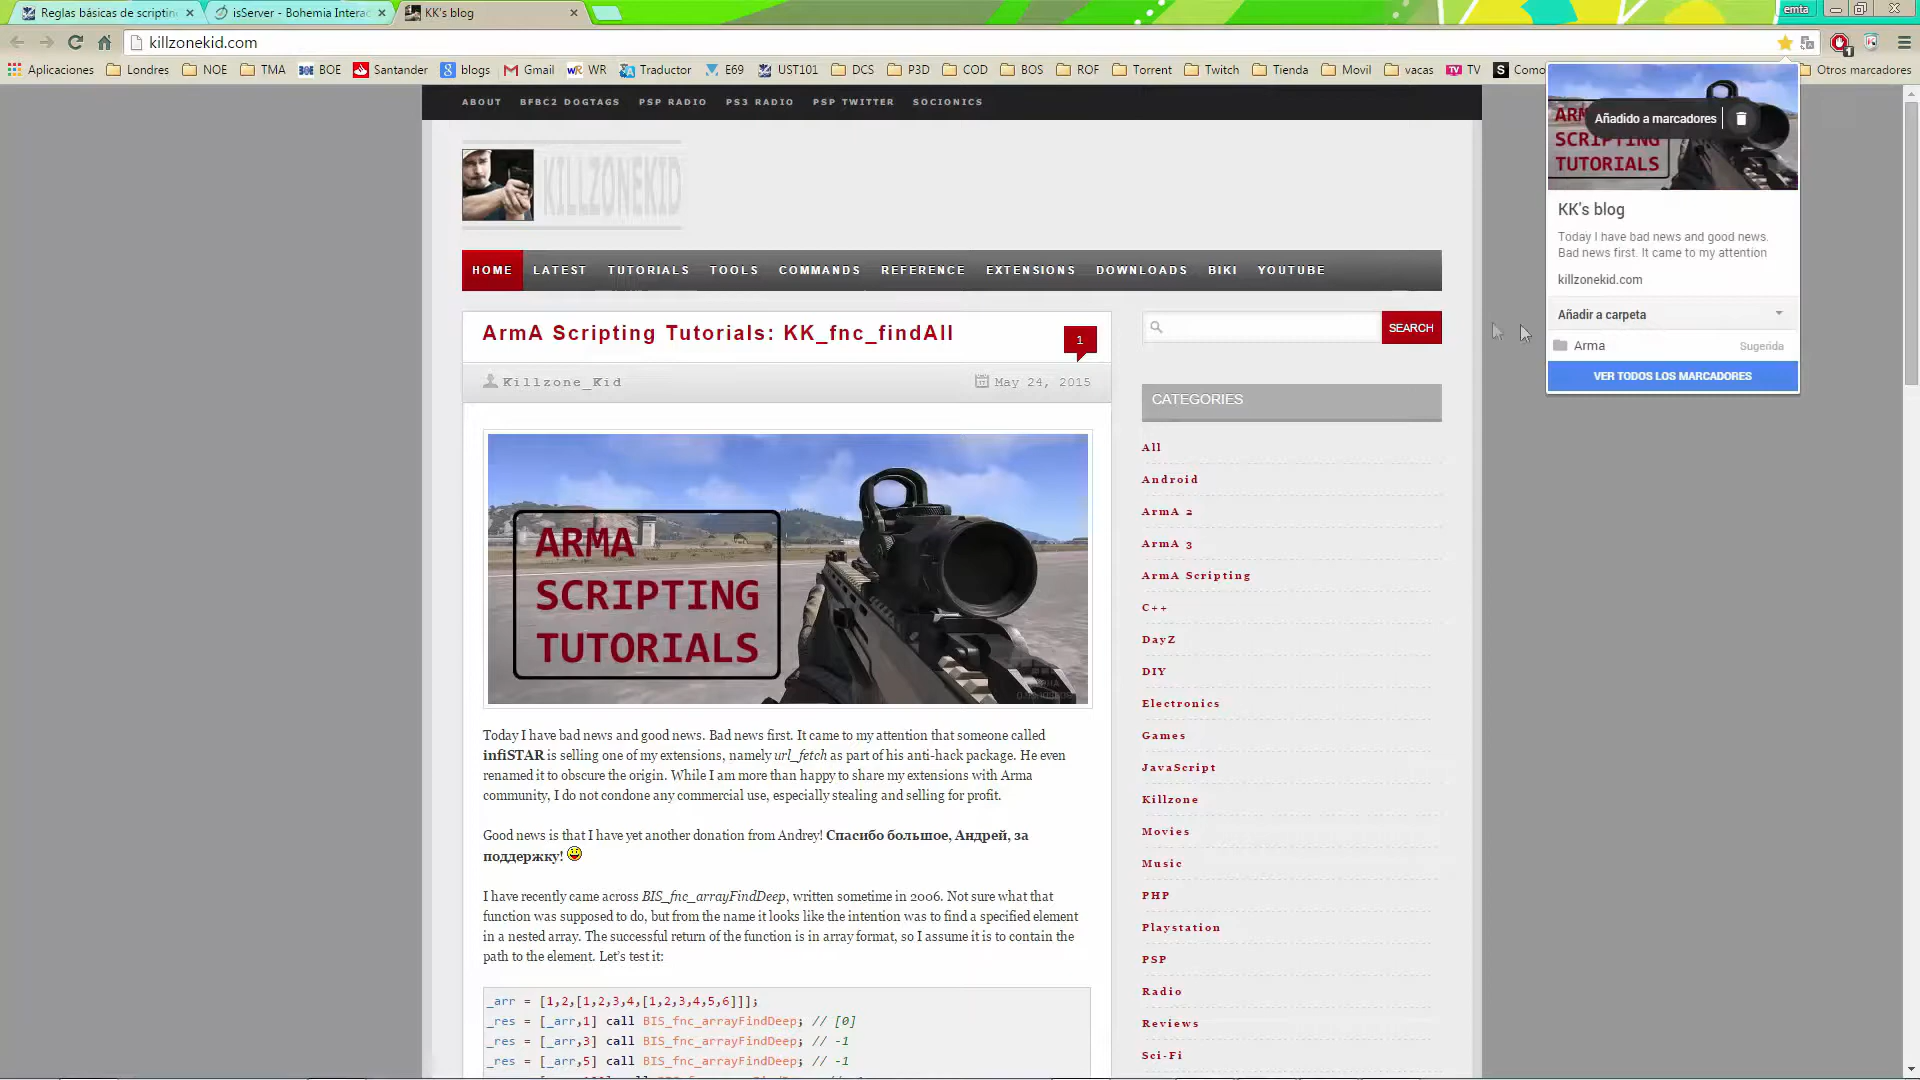 Reglas básicas de scriptin
isServer - Bohemia Interac
KK's blog
emta
killzonekid.com
1
Aplicaciones
Londres
NOE
TMA
BOE
Santander
blogs
Gmail
WR
Traductor
E69
UST101
DCS
P3D
COD
BOS
ROF
Torrent
Twitch
Tienda
Movil
vacas
TV
Como
Otros marcadores
ABOUT
BFBC2 DOGTAGS
PSP RADIO
PS3 RADIO
PSP TWITTER
SOCIONICS
KILLZONEKID
HOME
LATEST
TUTORIALS
TOOLS
COMMANDS
REFERENCE
EXTENSIONS
DOWNLOADS
BIKI
YOUTUBE
ArmA Scripting Tutorials: KK_fnc_findAll
1
Killzone_Kid
May 24, 2015
ARMA
SCRIPTING
TUTORIALS
Today I have bad news and good news. Bad news first. It came to my attention that someone called
infiSTAR is selling one of my extensions, namely url_fetch as part of his anti-hack package. He even
renamed it to obscure the origin. While I am more than happy to share my extensions with Arma
community, I do not condone any commercial use, especially stealing and selling for profit.
Good news is that I have yet another donation from Andrey! Спасибо большое, Андрей, за
поддержку!
I have recently came across BIS_fnc_arrayFindDeep, written sometime in 2006. Not sure what that
function was supposed to do, but from the name it looks like the intention was to find a specified element
in a nested array. The successful return of the function is in array format, so I assume it is to contain the
path to the element. Let's test it:
_arr = [1,2,[1,2,3,4,[1,2,3,4,5,6]]];
_res = [_arr,1] call BIS_fnc_arrayFindDeep; // [0]
_res = [_arr,3] call BIS_fnc_arrayFindDeep; // -1
_res = [_arr,5] call BIS_fnc_arrayFindDeep; // -1
SEARCH
CATEGORIES
All
Android
ArmA 2
ArmA 3
ArmA Scripting
C++
DayZ
DIY
Electronics
Games
JavaScript
Killzone
Movies
Music
PHP
Playstation
PSP
Radio
Reviews
Sci-Fi
Añadido a marcadores
SCRIPTING
TUTORIALS
KK's blog
Today I have bad news and good news.
Bad news first. It came to my attention
killzonekid.com
Añadir a carpeta
Arma
Sugerida
VER TODOS LOS MARCADORES